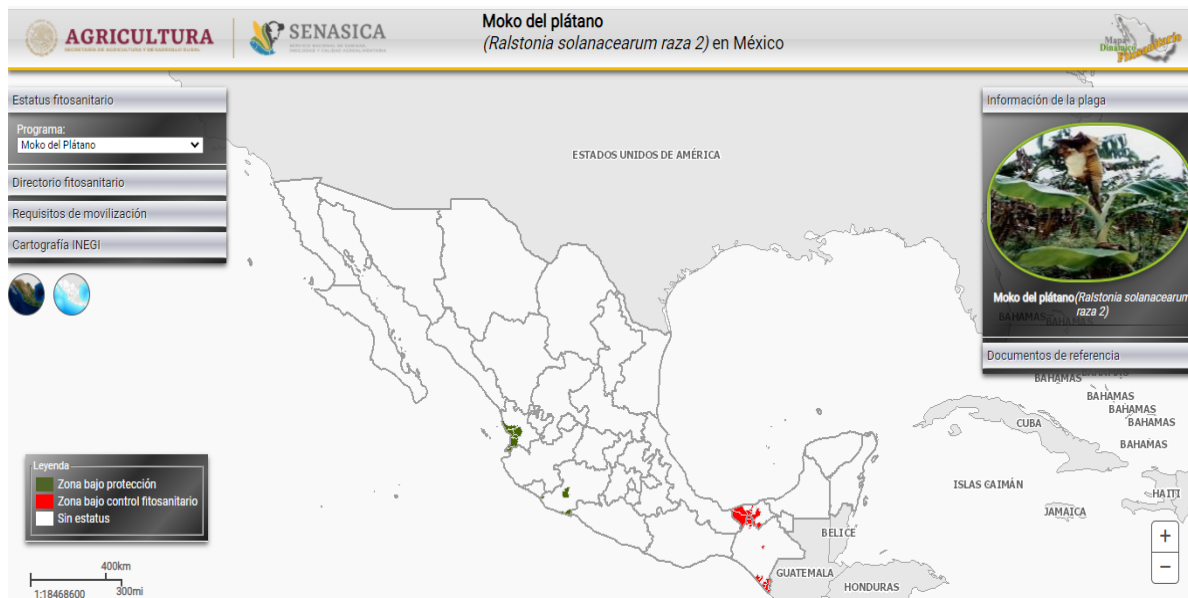 AGRICULTURA
SECRETARÍA DE AGRICULTURA Y DESARROLLO RURAL
SENASICA
SERVICIO NACIONAL DE SANIDAD,
INOCUIDAD Y CALIDAD AGROALIMENTARIA
Moko del plátano
(Ralstonia solanacearum raza 2) en México
Mapa
Dinámico
Fitosanitario
Estatus fitosanitario
Programa:
Moko del Plátano
Directorio fitosanitario
Requisitos de movilización
Cartografía INEGI
Información de la plaga
Moko del plátano(Ralstonia solanacearum
raza 2)
Documentos de referencia
ESTADOS UNIDOS DE AMÉRICA
BAHAMAS
BAHAMAS
BAHAMAS
BAHAMAS
BAHAMAS
BAHAMAS
BAHAMAS
CUBA
ISLAS CAIMÁN
HAITI
JAMAICA
BELICE
GUATEMALA
HONDURAS
Leyenda
Zona bajo protección
Zona bajo control fitosanitario
Sin estatus
400km
1:18468600
300mi
+
−